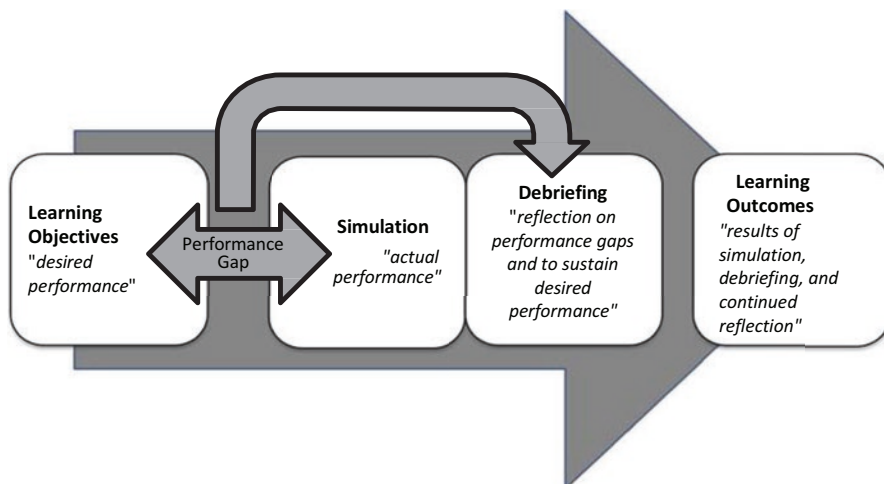 Learning
Objectives
"desired
performance"
Performance
Gap
Simulation
"actual
performance"
Debriefing
"reflection on
performance gaps
and to sustain
desired
performance"
Learning
Outcomes
"results of
simulation,
debriefing, and
continued
reflection"